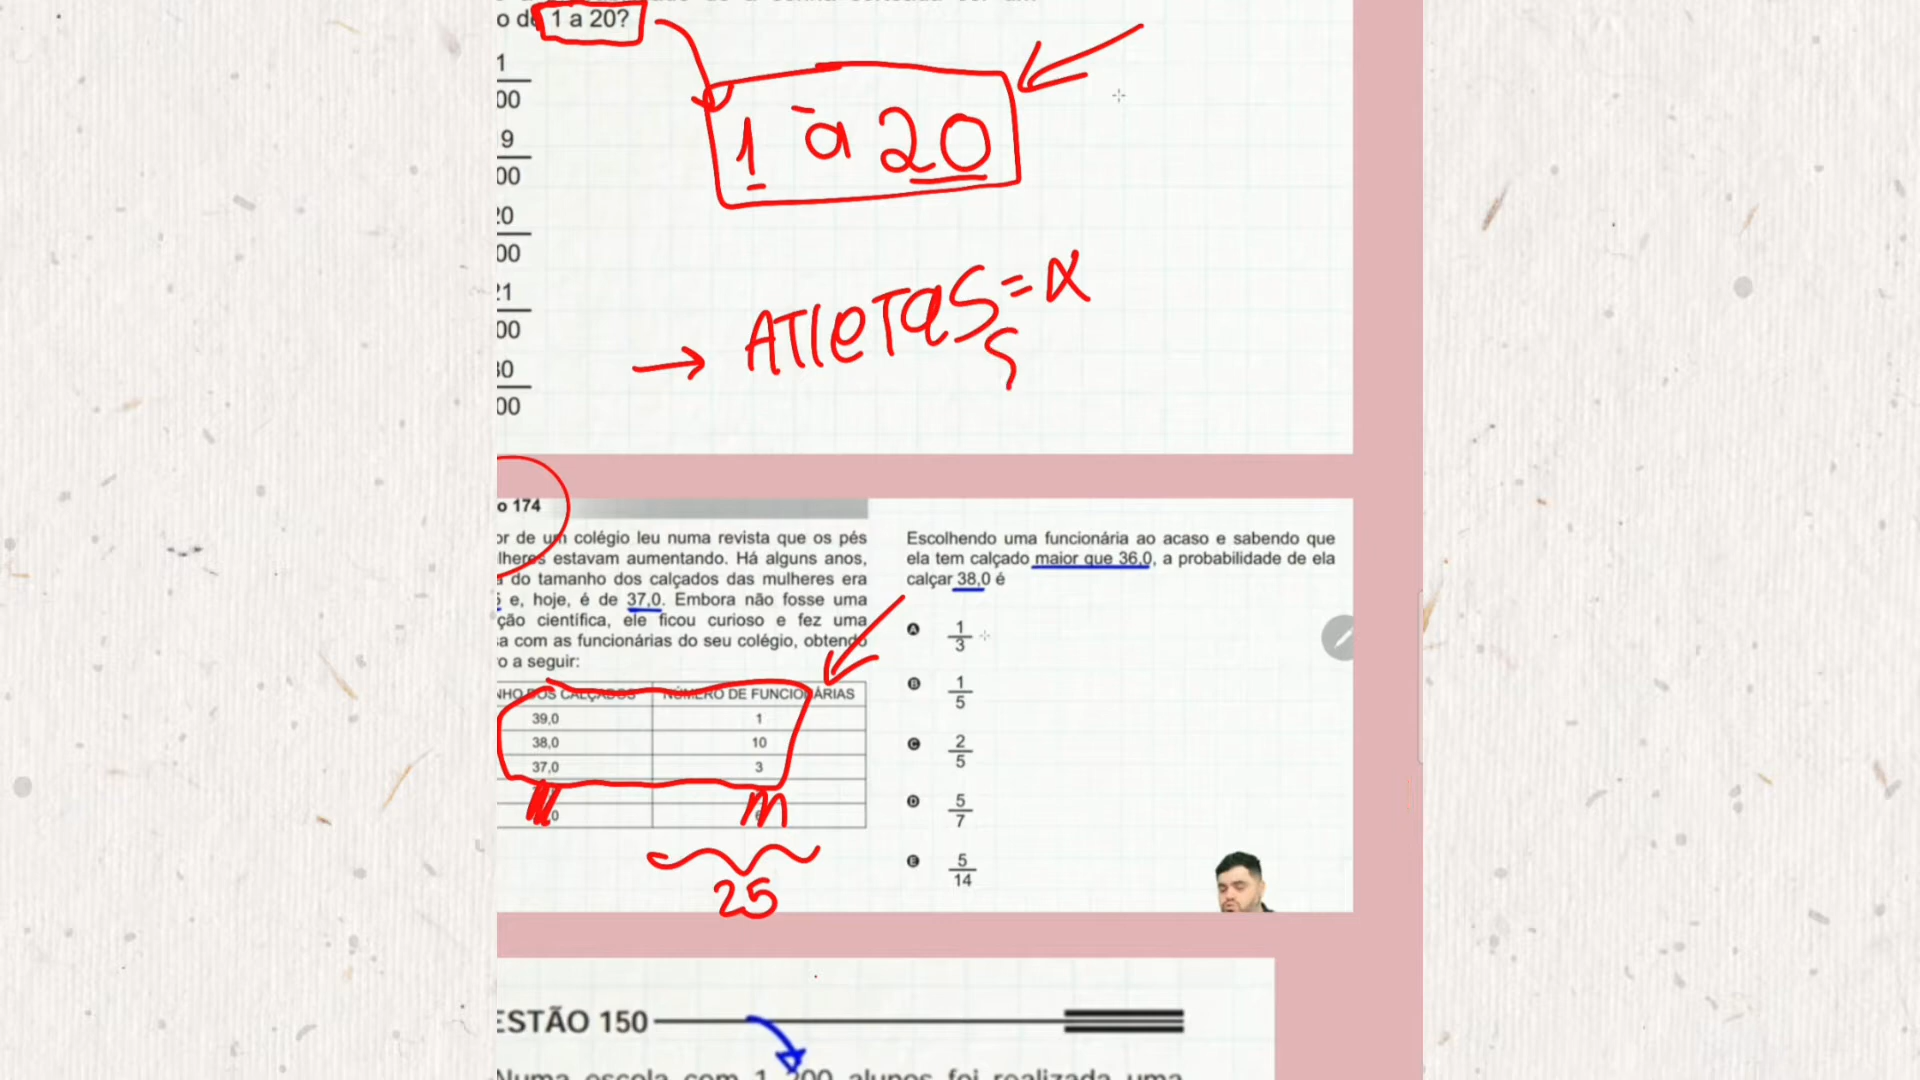 1 a 20?
1
00
9
00
20
00
21
00
30
00
1 a 20
→ ATLETAS = α
174
de um colégio leu numa revista que os pés
estavam aumentando. Há alguns anos,
do tamanho dos calçados das mulheres era
e, hoje, é de 37,0. Embora não fosse uma
ele ficou curioso e fez uma
com as funcionárias do seu colégio, obtendo
a seguir:
DOS CALÇADOS NÚMERO DE FUNCIONÁRIAS
39,0 1
38,0 10
37,0 3
25
Escolhendo uma funcionária ao acaso e sabendo que
ela tem calçado maior que 36,0, a probabilidade de ela
calçar 38,0 é
A 1/3
B 1/5
C 2/5
D 5/7
E 5/14
ESTÃO 150
Numa escola com 1 200 alunos foi realizada uma